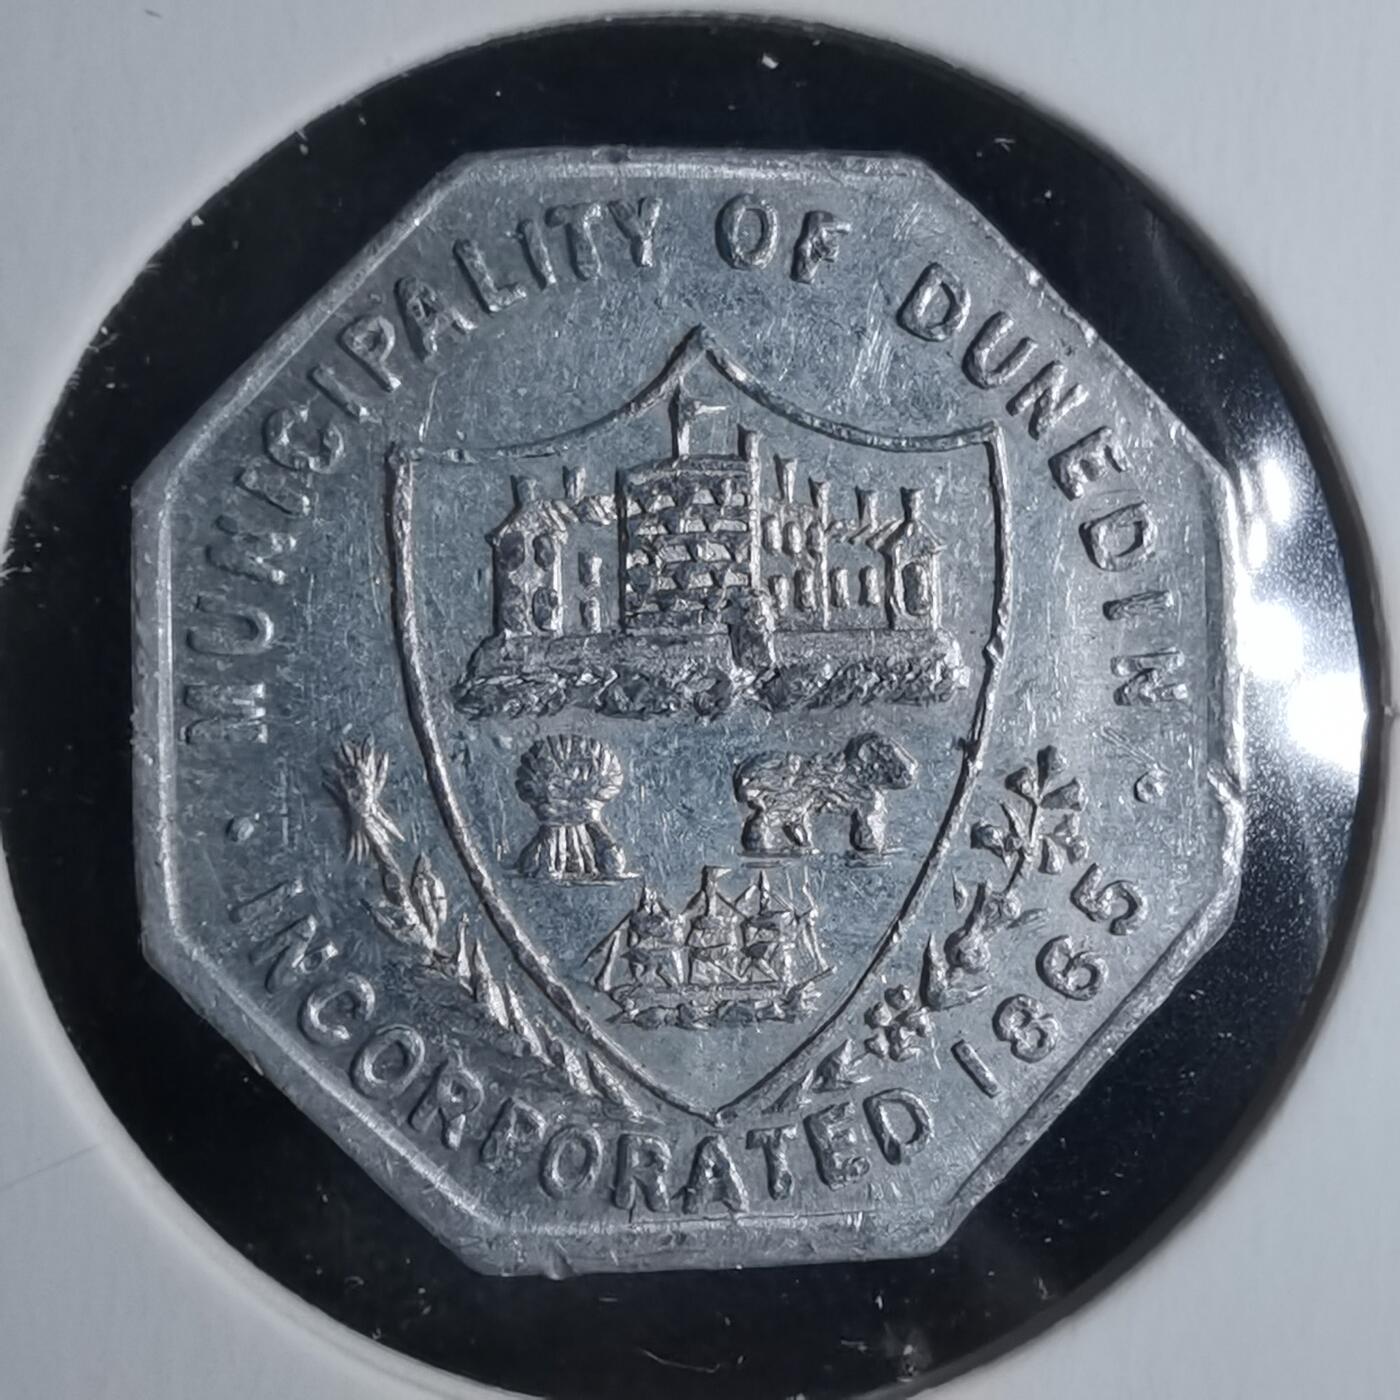 MUNICIPALITY OF DUNEDIN
INCORPORATED 1865